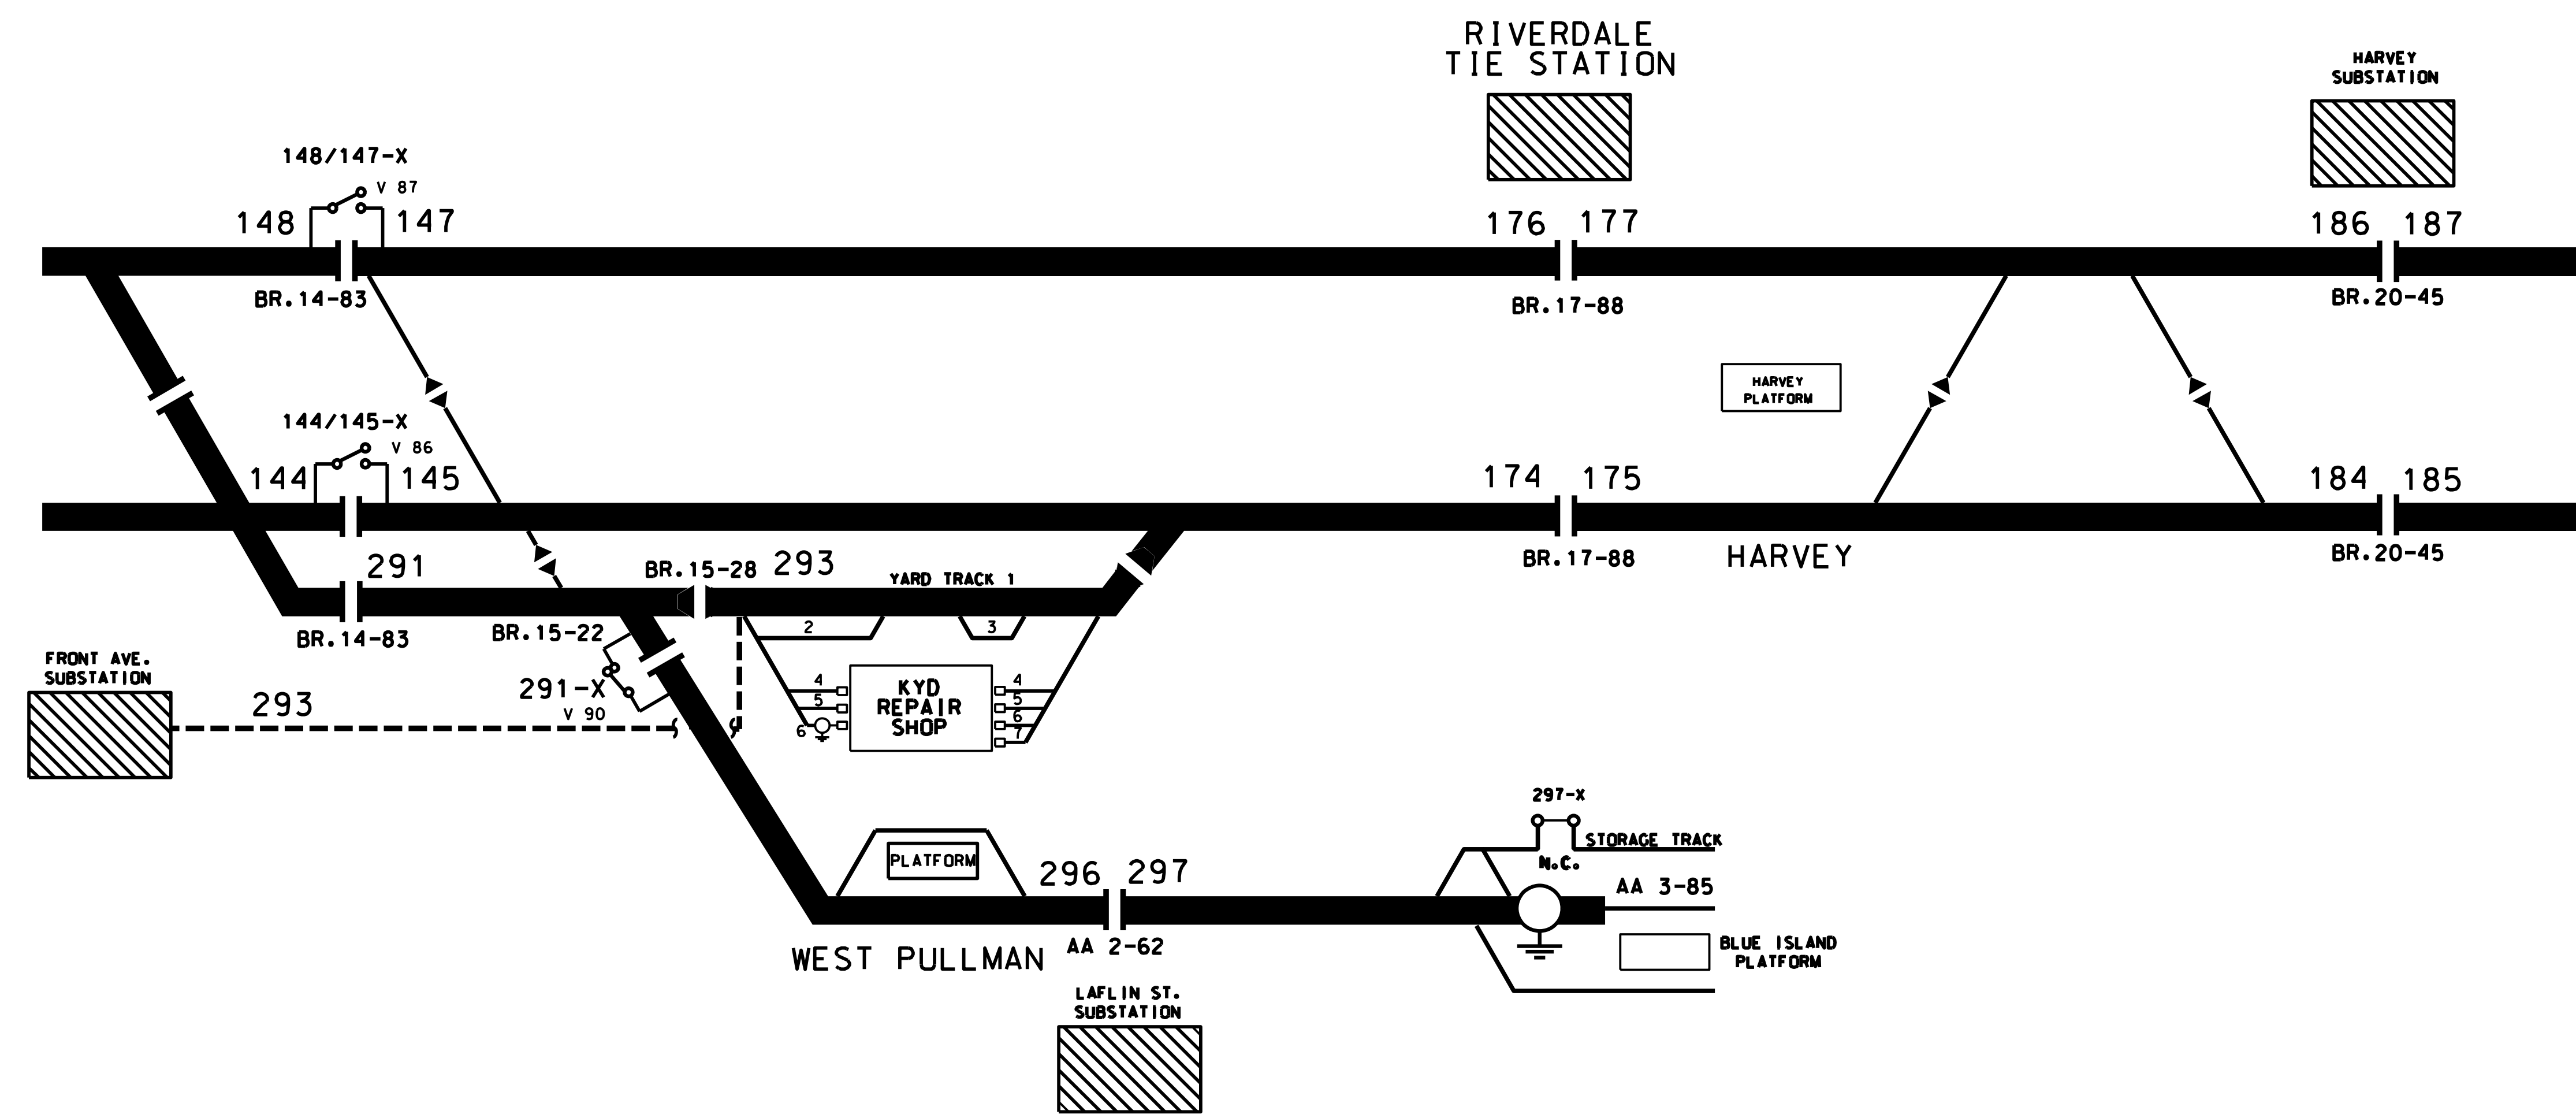 RIVERDALE
TIE STATION
HARVEY
SUBSTATION
148/147-X
V 87
148
147
176
177
186
187
BR.14-83
BR.17-88
BR.20-45
HARVEY
PLATFORM
144/145-X
V 86
144
145
174
175
184
185
BR.17-88
HARVEY
BR.20-45
291
BR.15-28
293
YARD TRACK 1
BR.14-83
BR.15-22
2
3
FRONT AVE.
SUBSTATION
293
291-X
V 90
4
5
6
KYD
REPAIR
SHOP
4
5
6
7
297-X
STORAGE TRACK
N.C.
PLATFORM
296
297
AA 3-85
WEST PULLMAN
AA 2-62
BLUE ISLAND
PLATFORM
LAFLIN ST.
SUBSTATION